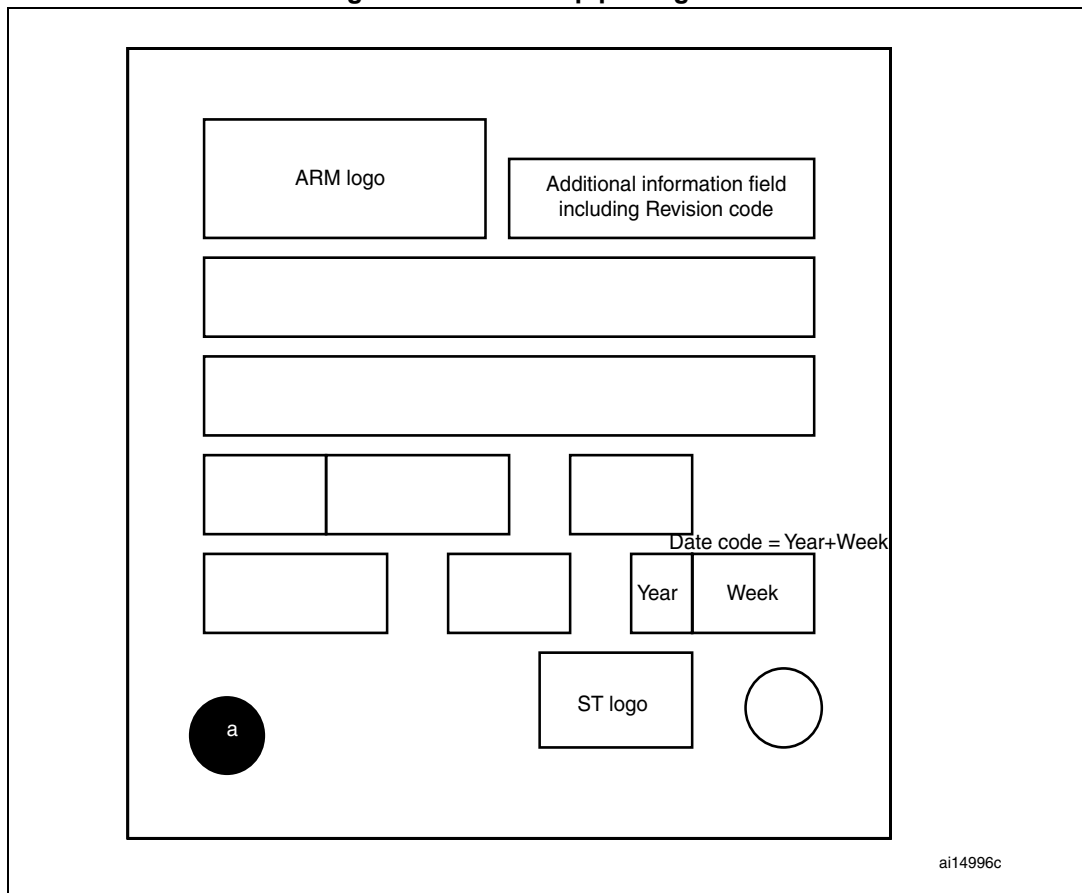 ARM logo
Additional information field
including Revision code
Date code = Year+Week
Year
Week
ST logo
a
ai14996c